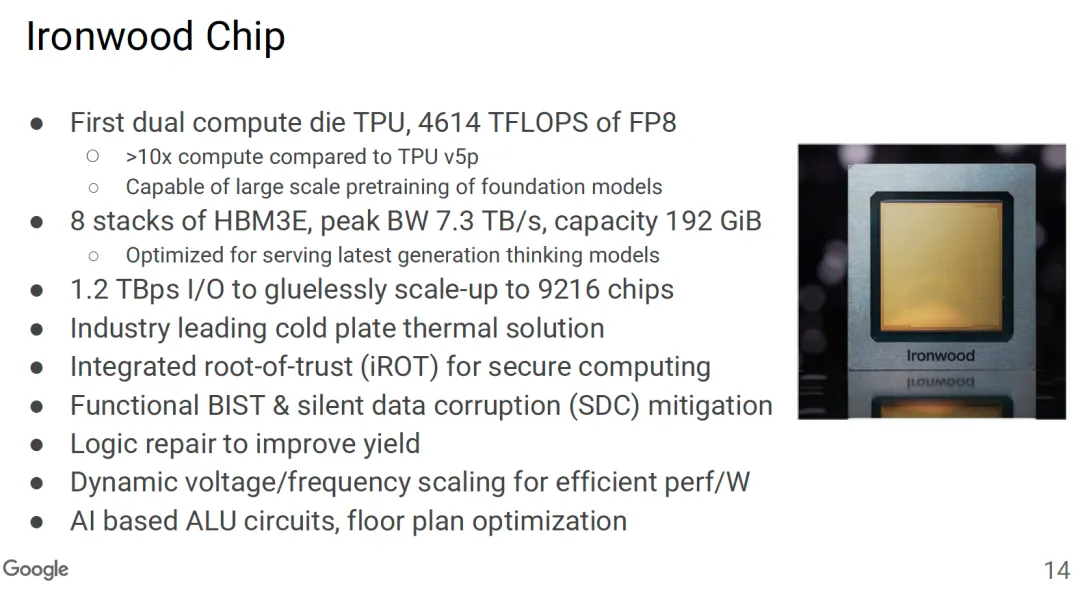 Ironwood Chip
● First dual compute die TPU, 4614 TFLOPS of FP8
○ >10x compute compared to TPU v5p
○ Capable of large scale pretraining of foundation models
● 8 stacks of HBM3E, peak BW 7.3 TB/s, capacity 192 GiB
○ Optimized for serving latest generation thinking models
● 1.2 TBps I/O to gluelessly scale-up to 9216 chips
● Industry leading cold plate thermal solution
● Integrated root-of-trust (iROT) for secure computing
● Functional BIST & silent data corruption (SDC) mitigation
● Logic repair to improve yield
● Dynamic voltage/frequency scaling for efficient perf/W
● AI based ALU circuits, floor plan optimization
Ironwood
Google
14